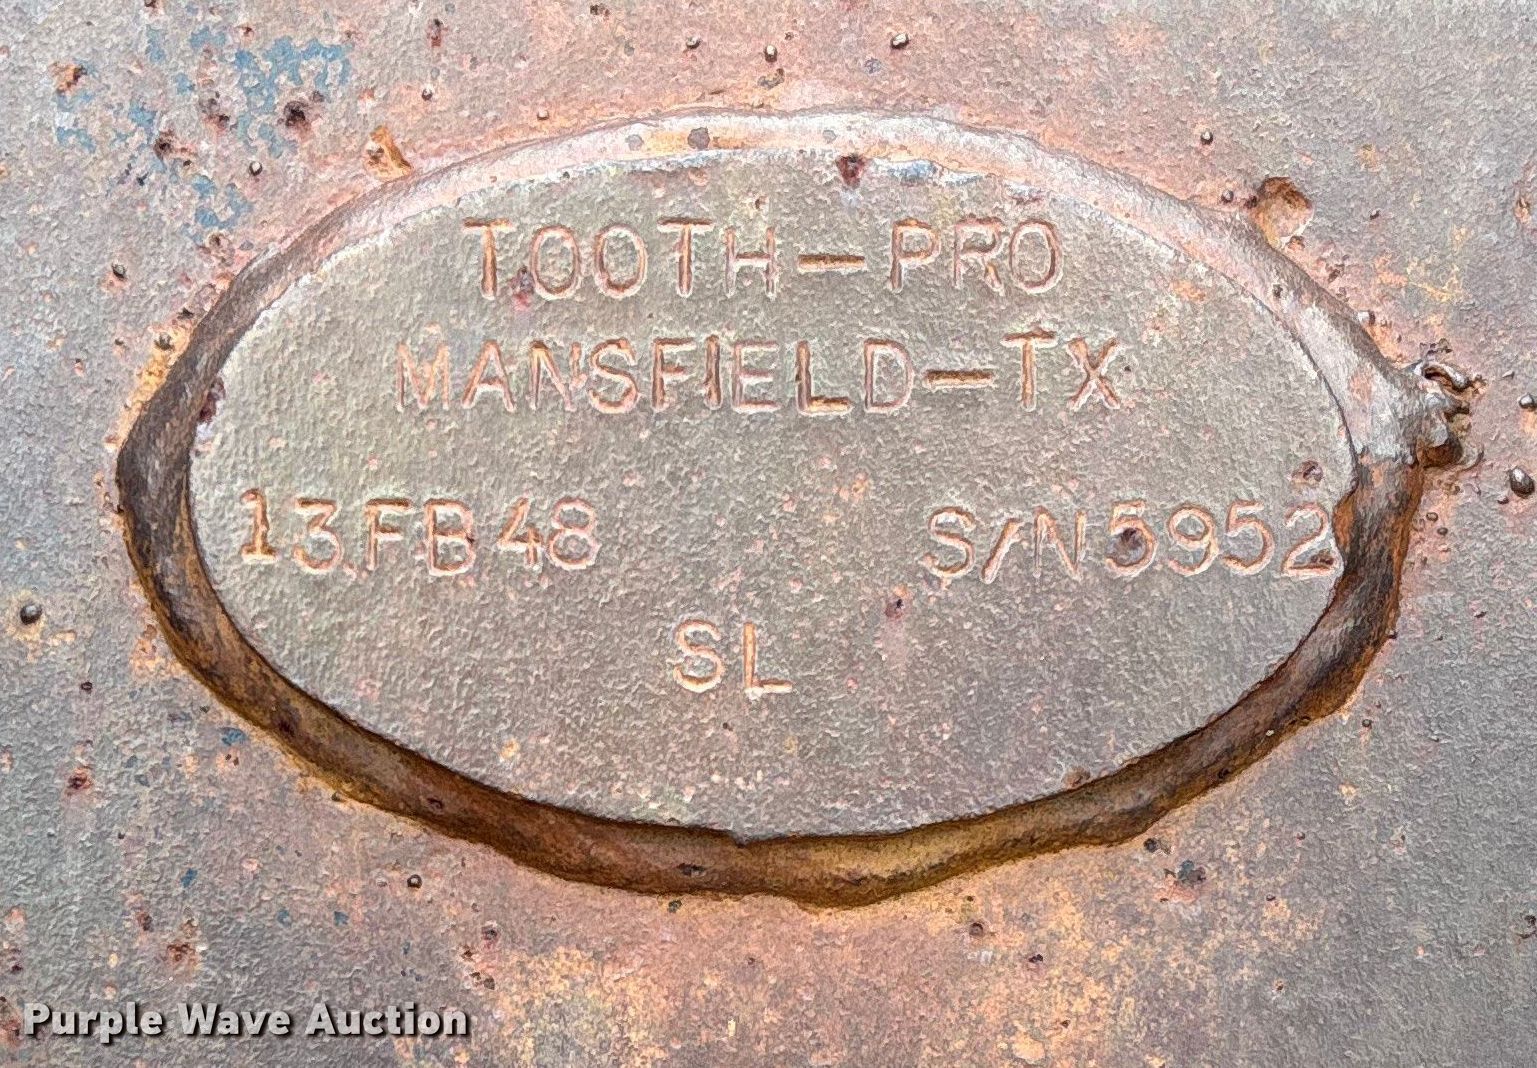 TOOTH-PRO
MANSFIELD-TX
13FB48 S/N5952
SL
Purple Wave Auction